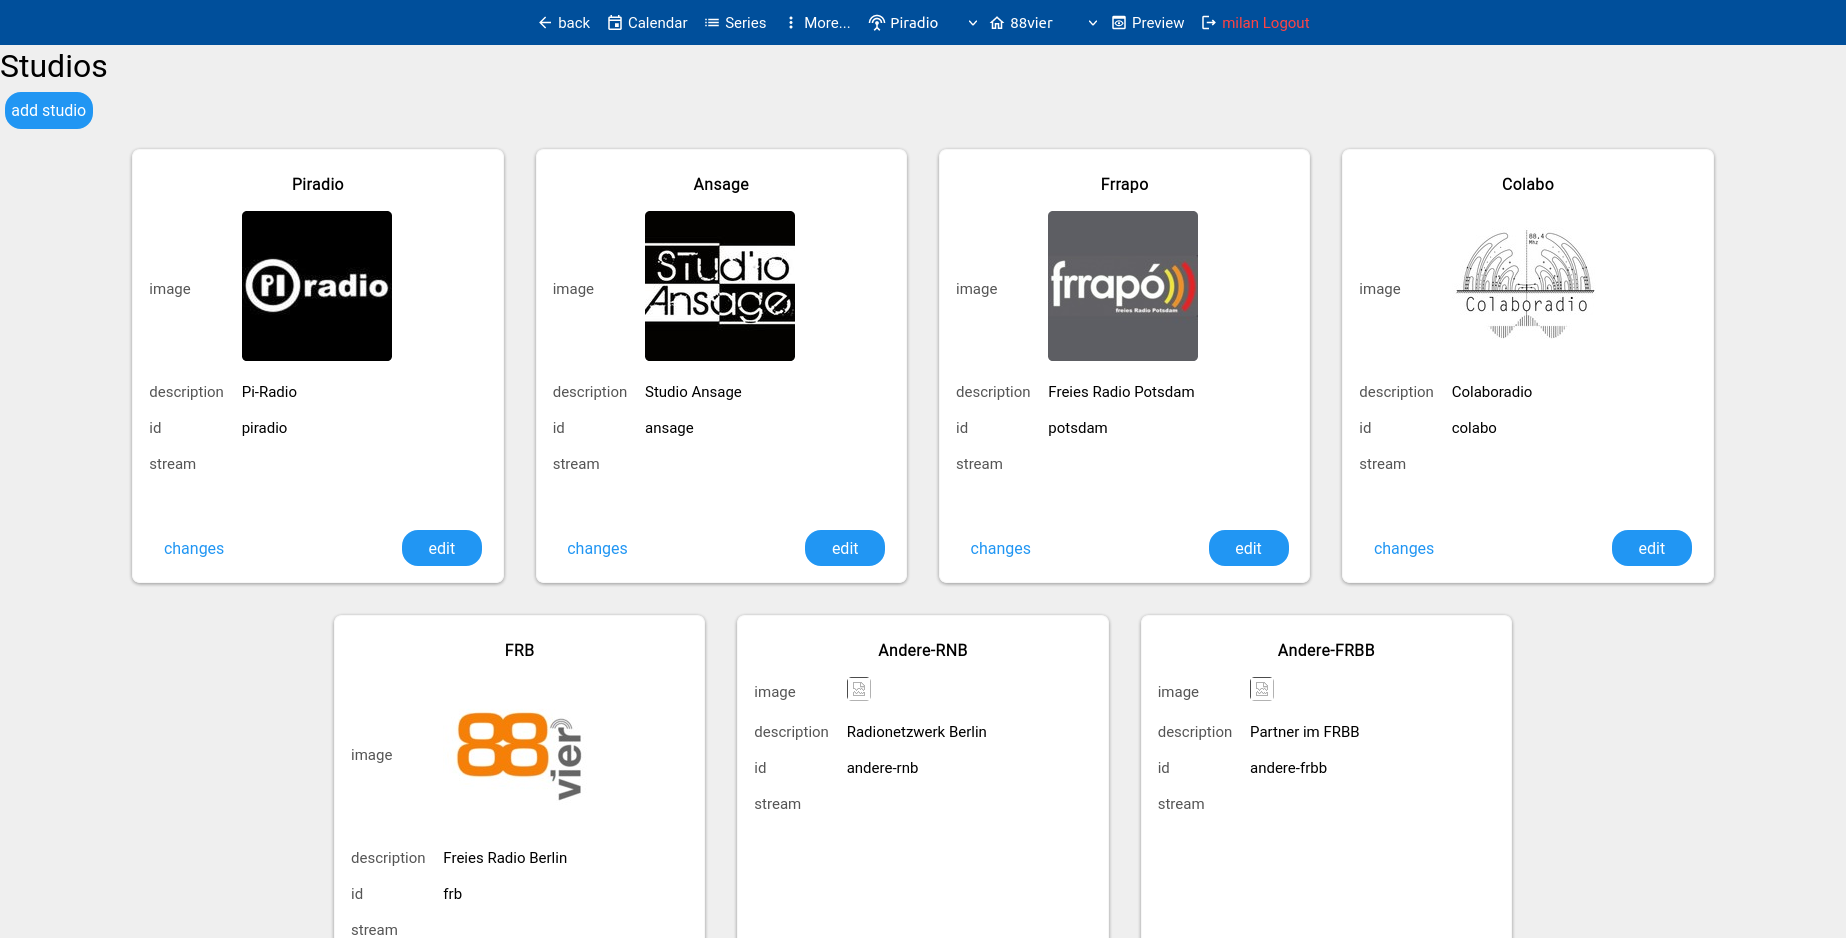 back Calendar Series More... Piradio 88vier Preview milan Logout
Studios
add studio
Piradio
image
PI radio
description Pi-Radio
id piradio
stream
changes edit
Ansage
image
Studio
Ansage
description Studio Ansage
id ansage
stream
changes edit
Frrapo
image
frrapó
freies Radio Potsdam
description Freies Radio Potsdam
id potsdam
stream
changes edit
Colabo
image
88,4
MHz
Colaboradio
description Colaboradio
id colabo
stream
changes edit
FRB
image
88
vier
description Freies Radio Berlin
id frb
stream
Andere-RNB
image
description Radionetzwerk Berlin
id andere-rnb
stream
Andere-FRBB
image
description Partner im FRBB
id andere-frbb
stream